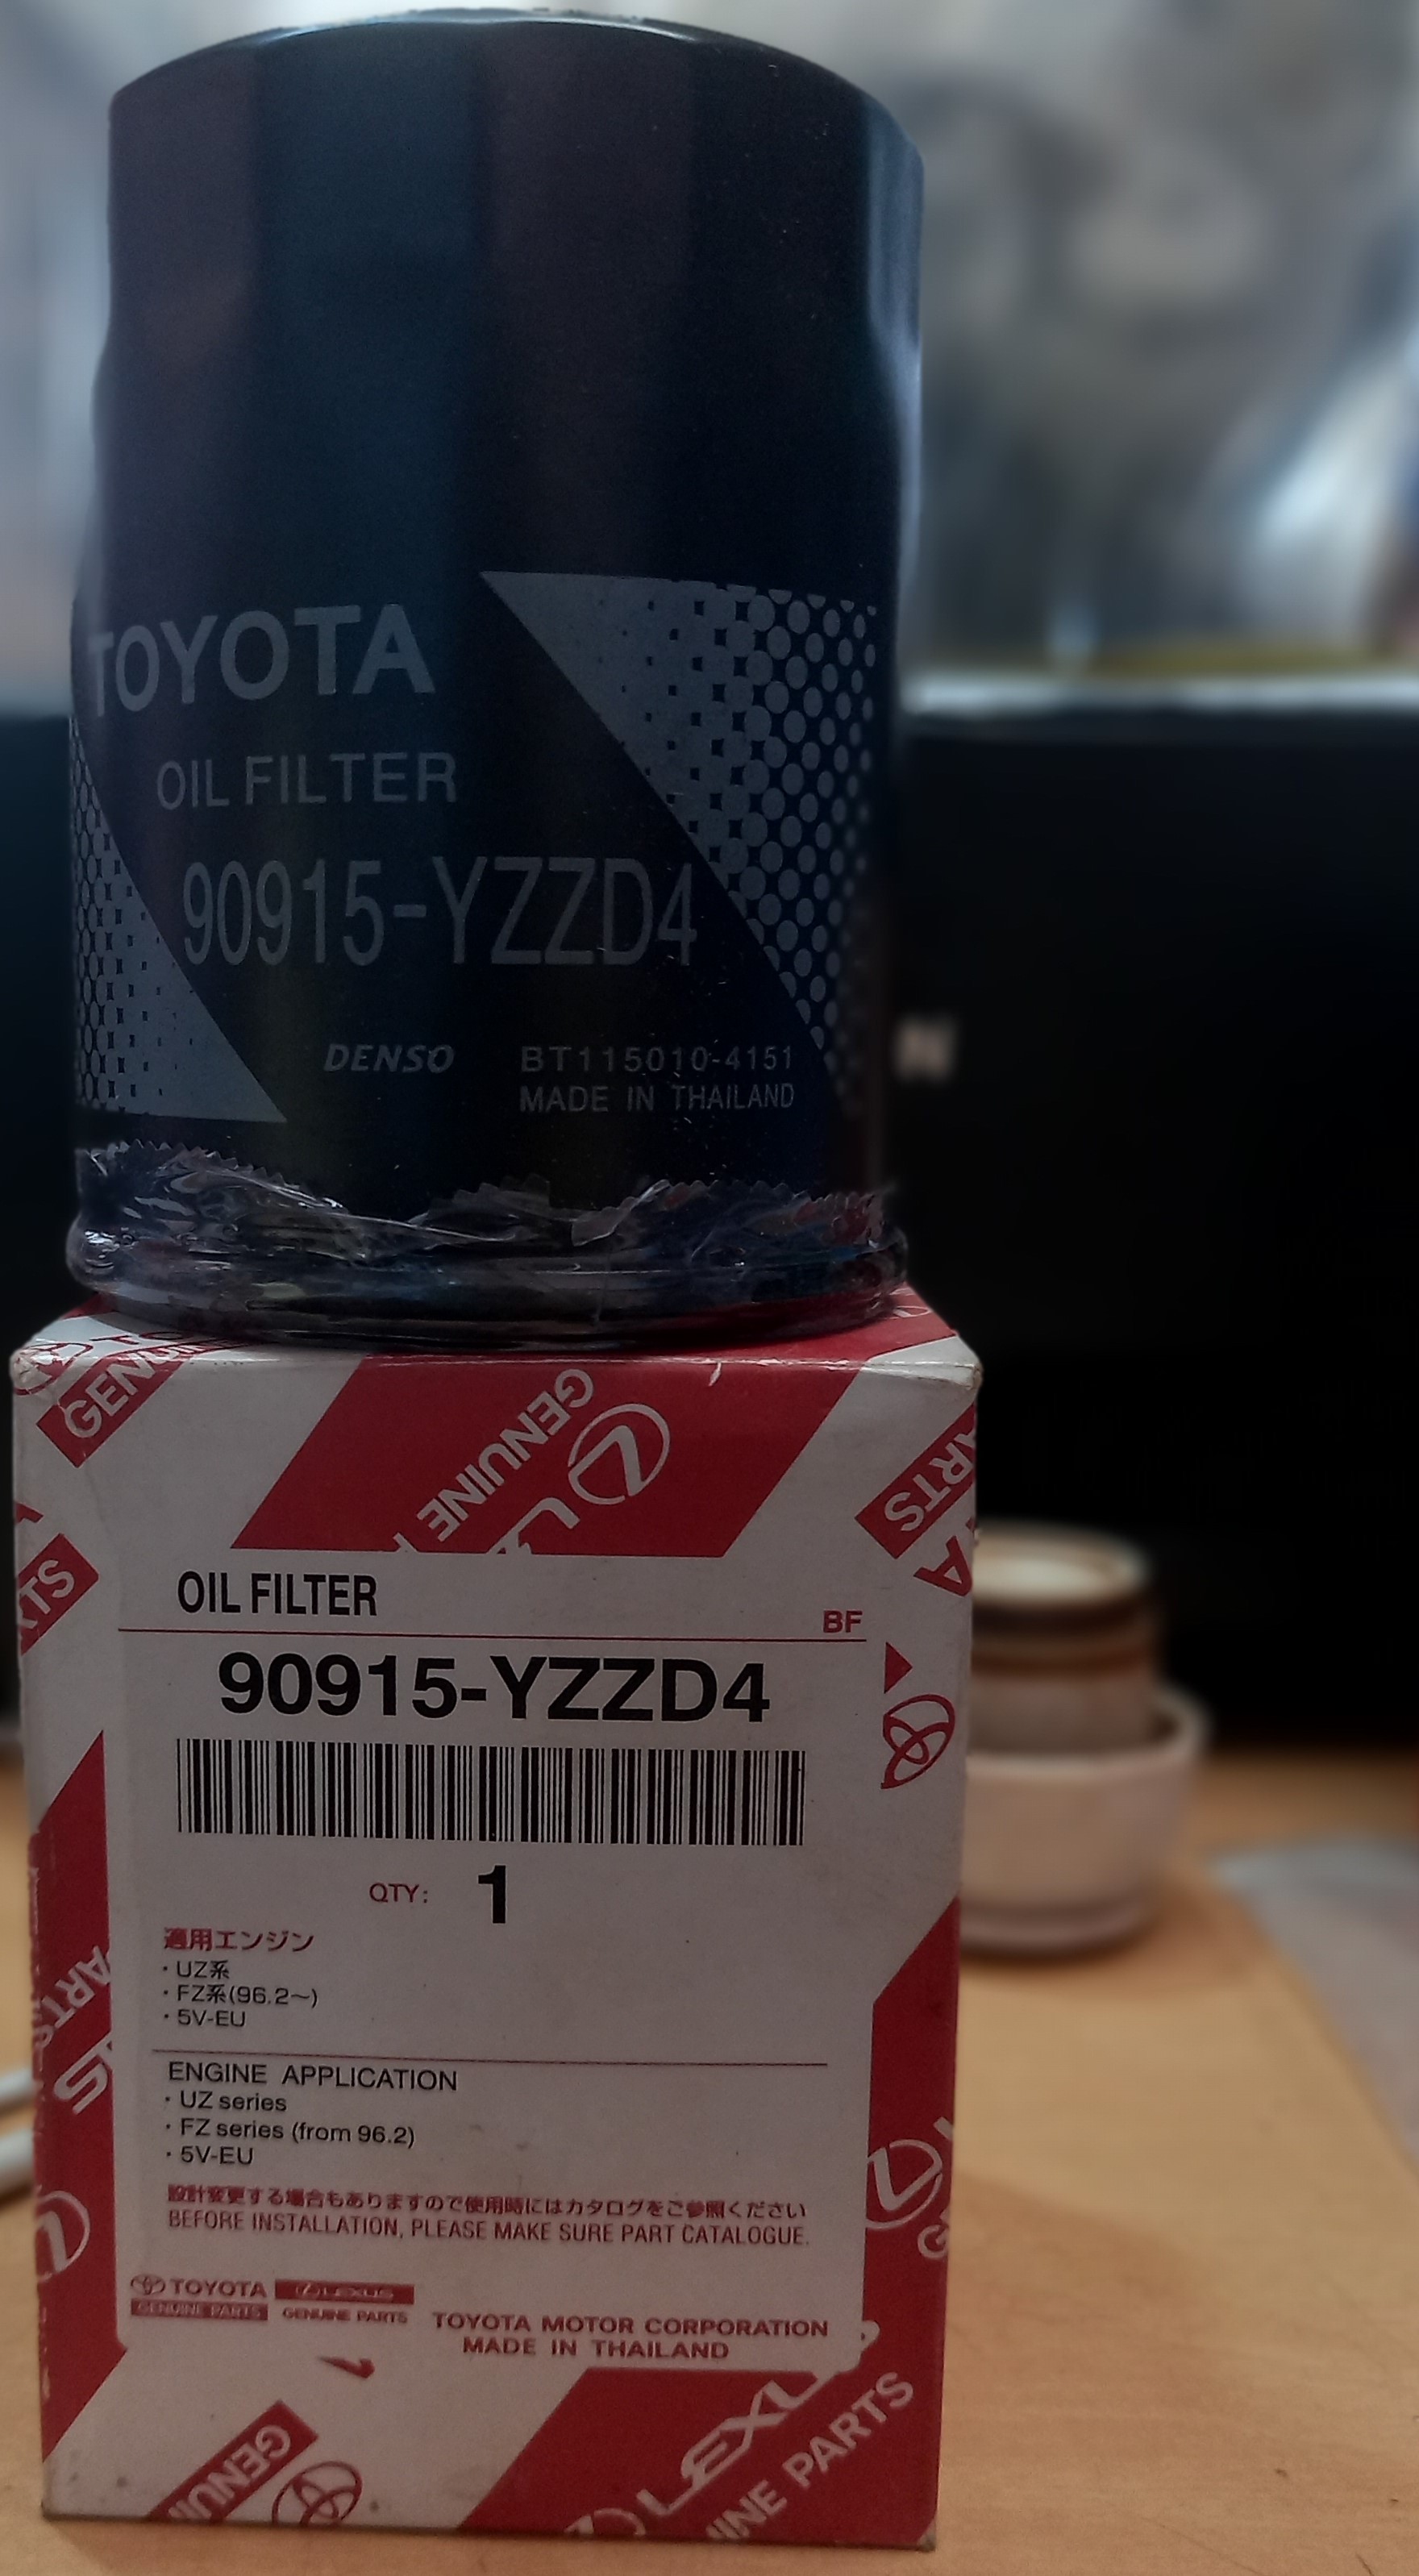 TOYOTA
OIL FILTER
90915-YZZD4
DENSO BT115010-4151
MADE IN THAILAND
GENUINE
GENUINE
PARTS
OIL FILTER
BF
90915-YZZD4
QTY: 1
適用エンジン
・UZ系
・FZ系(96.2〜)
・5V-EU
ENGINE APPLICATION
・UZ series
・FZ series (from 96.2)
・5V-EU
設計変更する場合もありますので使用時にはカタログをご参照ください
BEFORE INSTALLATION, PLEASE MAKE SURE PART CATALOGUE.
TOYOTA LEXUS
GENUINE PARTS GENUINE PARTS
TOYOTA MOTOR CORPORATION
MADE IN THAILAND
LEXU
INE PARTS
GENUI